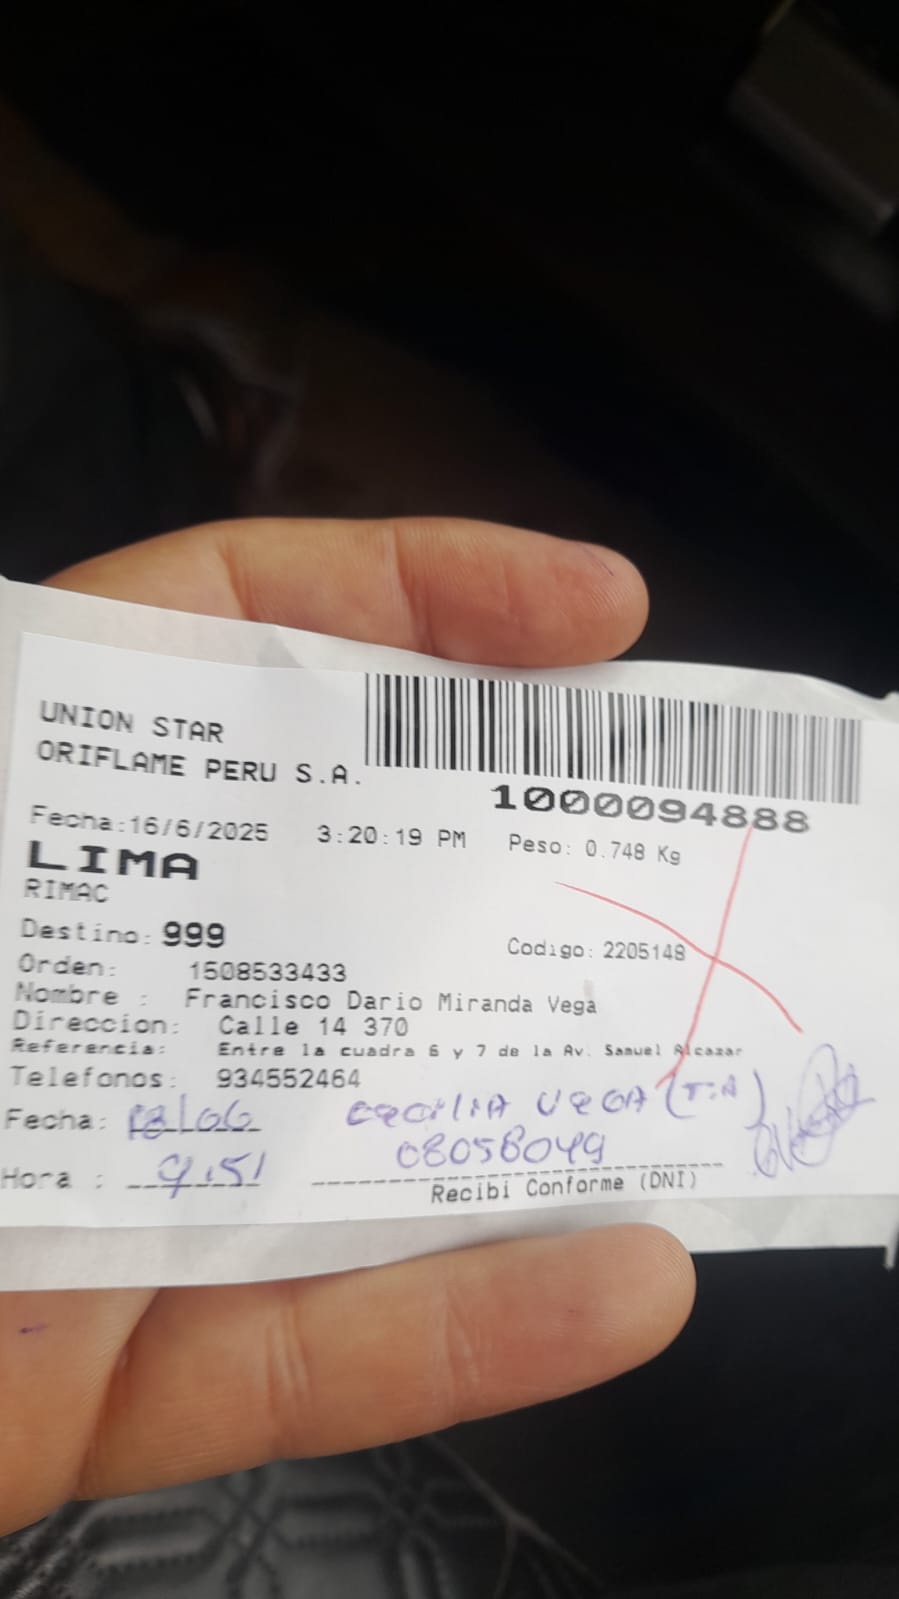 UNION STAR
ORIFLAME PERU S.A.
1000094888
Fecha:16/6/2025 3:20:19 PM Peso: 0.748 Kg
LIMA
RIMAC
Destino: 999
Codigo: 2205148
Orden: 1508533433
Nombre : Francisco Dario Miranda Vega
Direccion: Calle 14 370
Referencia: Entre la cuadra 6 y 7 de la Av. Samuel Alcazar
Telefonos: 934552464
Fecha: 18/06 CECILIA VEGA (TIA)
08058049
Hora : 9:51
Recibi Conforme (DNI)